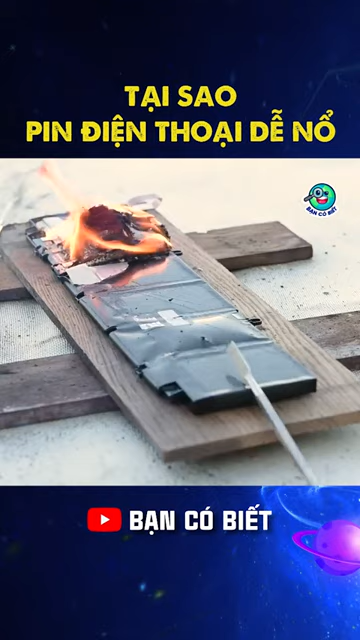 TẠI SAO
PIN ĐIỆN THOẠI DỄ NỔ
BẠN CÓ BIẾT
BẠN CÓ BIẾT